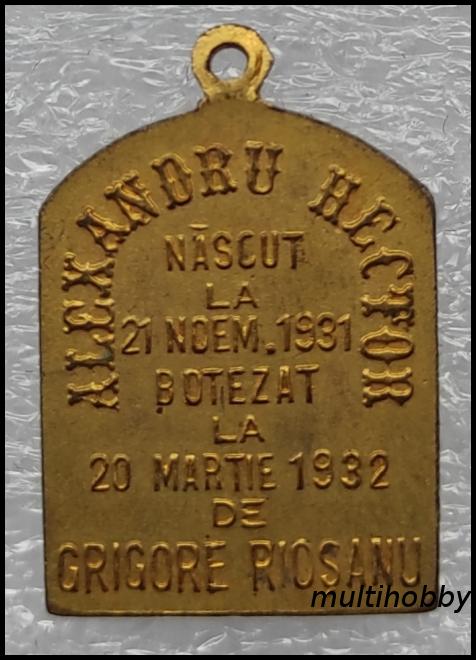 ALEXANDRU HECTOR
NĂSCUT
LA
21 NOEM. 1931
BOTEZAT
LA
20 MARTIE 1932
DE
GRIGORE RIOSANU
multihobby